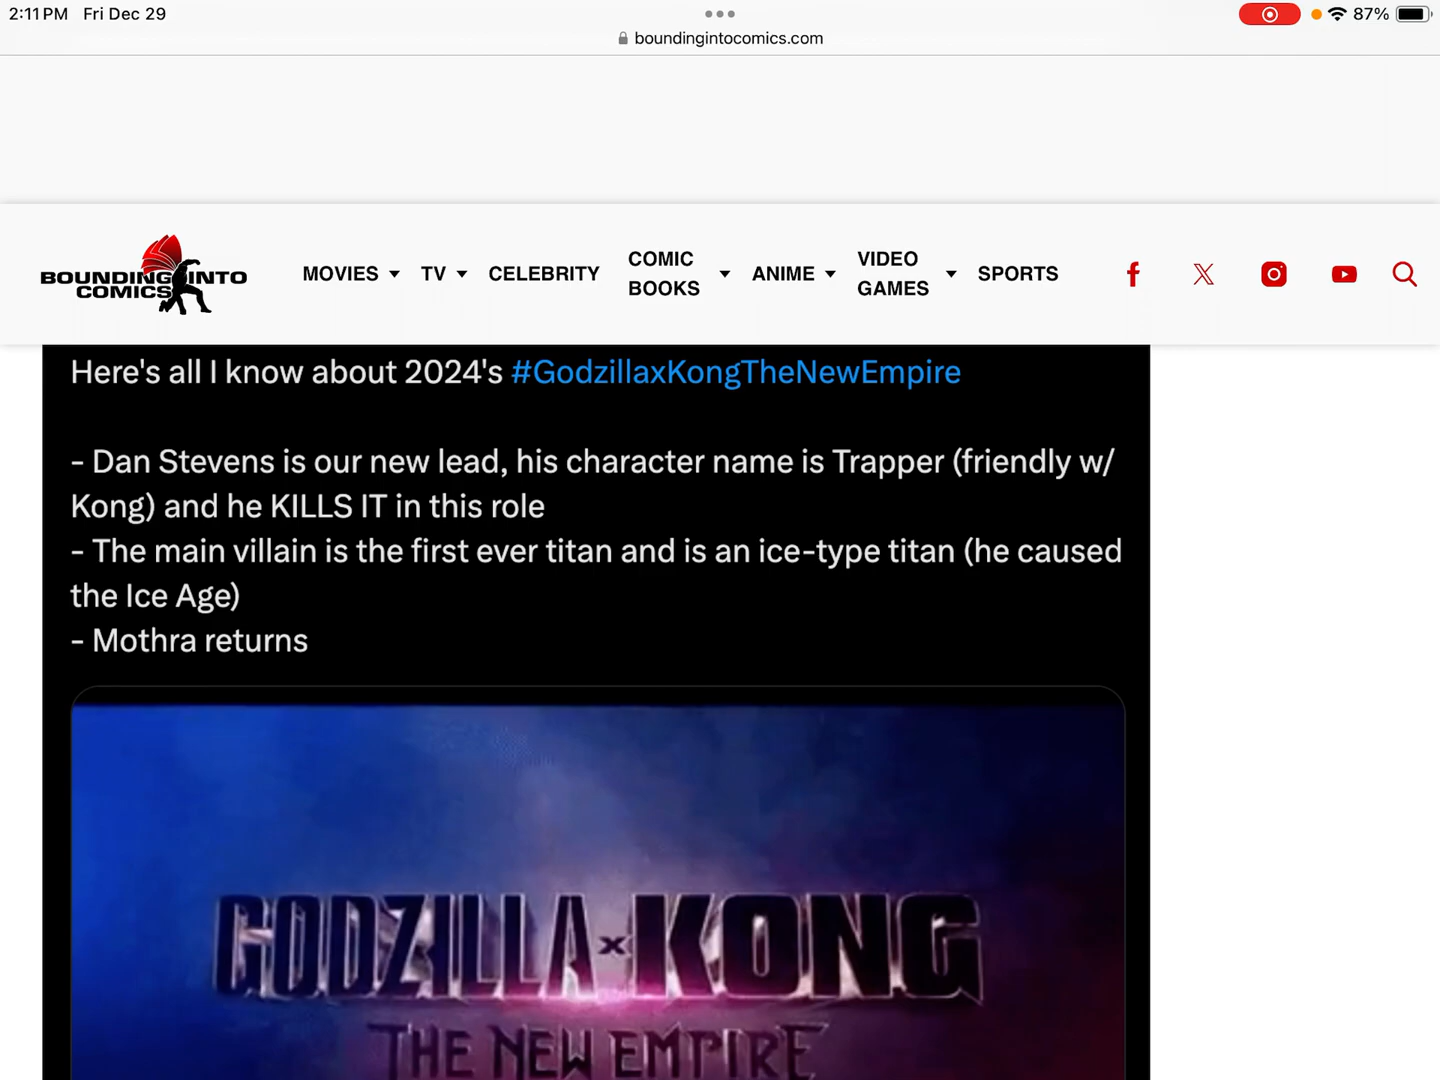 2:11 PM Fri Dec 29
87%
boundingintocomics.com
BOUNDING INTO
COMICS
MOVIES
TV
CELEBRITY
COMIC
BOOKS
ANIME
VIDEO
GAMES
SPORTS
Here's all I know about 2024's #GodzillaxKongTheNewEmpire
- Dan Stevens is our new lead, his character name is Trapper (friendly w/
Kong) and he KILLS IT in this role
- The main villain is the first ever titan and is an ice-type titan (he caused
the Ice Age)
- Mothra returns
GODZILLA x KONG
THE NEW EMPIRE